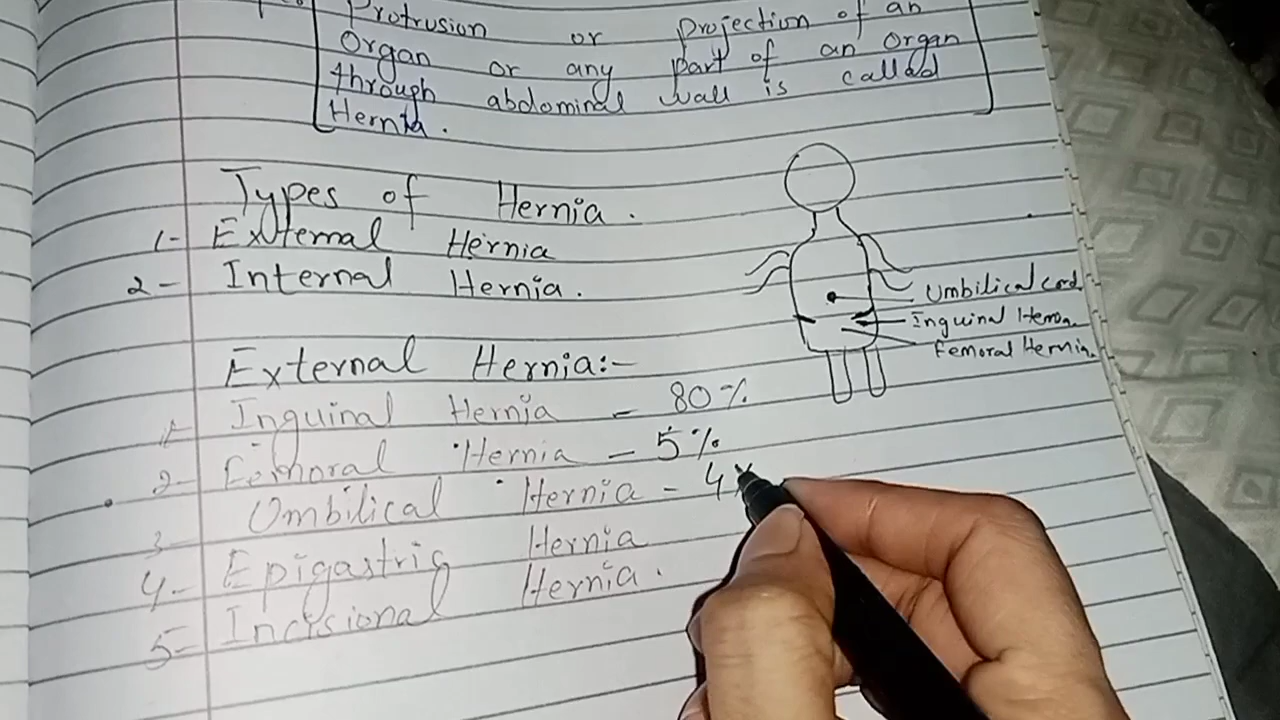 Protrusion or projection of an
Organ or any part of an Organ
through abdominal wall is called
Hernia.
Types of Hernia.
1- External Hernia
2- Internal Hernia.
Umbilical cord
Inguinal Hernia
Femoral Hernia
External Hernia:-
1- Inguinal Hernia - 80%
2- Femoral Hernia - 5%
3- Umbilical Hernia - 4%
4- Epigastric Hernia
5- Incisional Hernia.